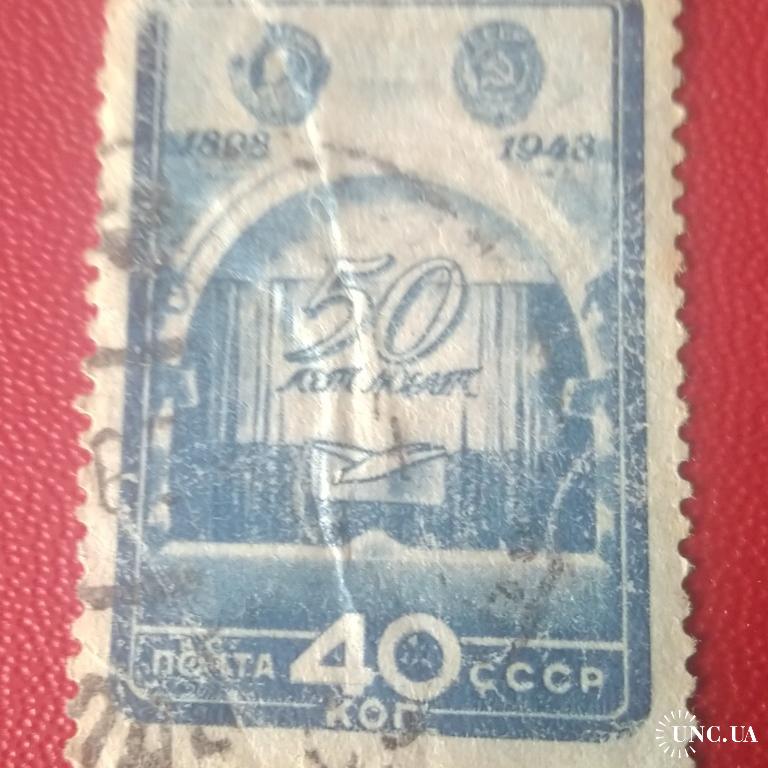 1898 1948
50
лет МХАТ
ПОЧТА 40 СССР
КОП
UNC.UA